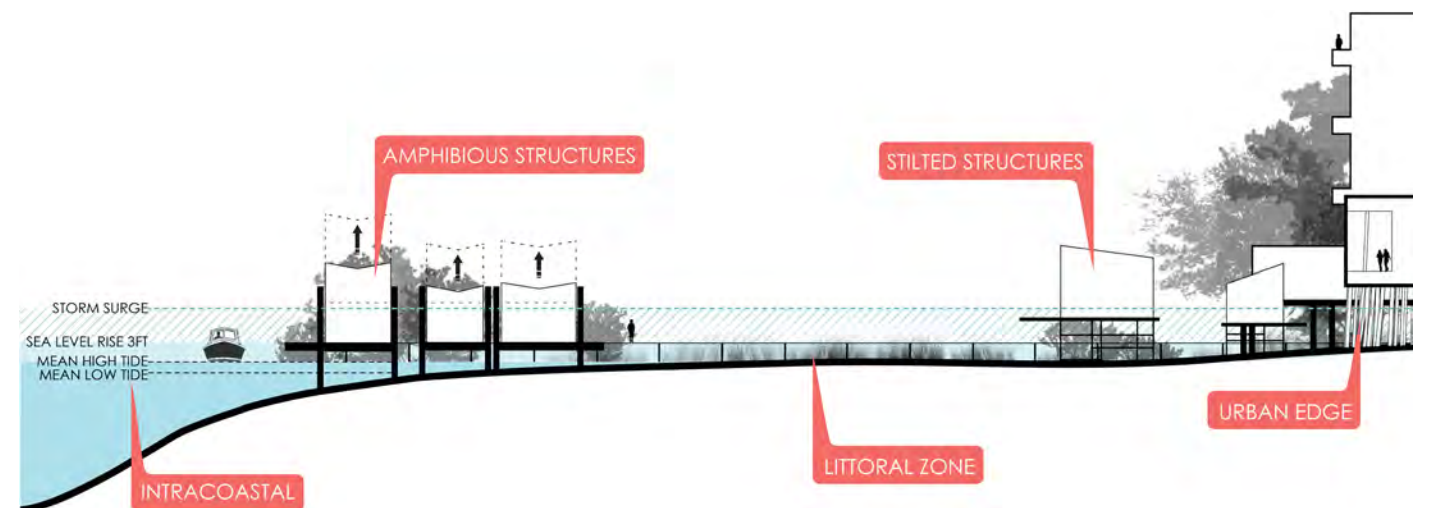 AMPHIBIOUS STRUCTURES
STILTED STRUCTURES
STORM SURGE
SEA LEVEL RISE 3FT
MEAN HIGH TIDE
MEAN LOW TIDE
URBAN EDGE
LITTORAL ZONE
INTRACOASTAL